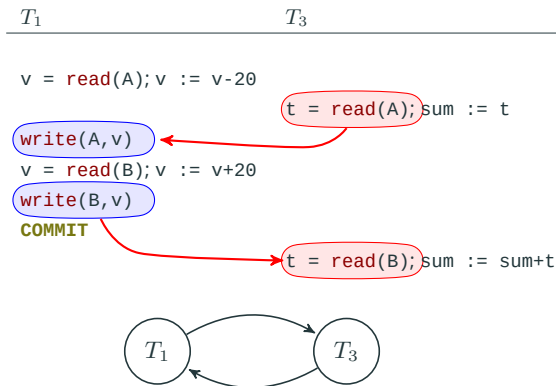 T1 T3
v = read(A); v := v-20
t = read(A); sum := t
write(A,v)
v = read(B); v := v+20
write(B,v)
COMMIT
t = read(B); sum := sum+t
T1 T3